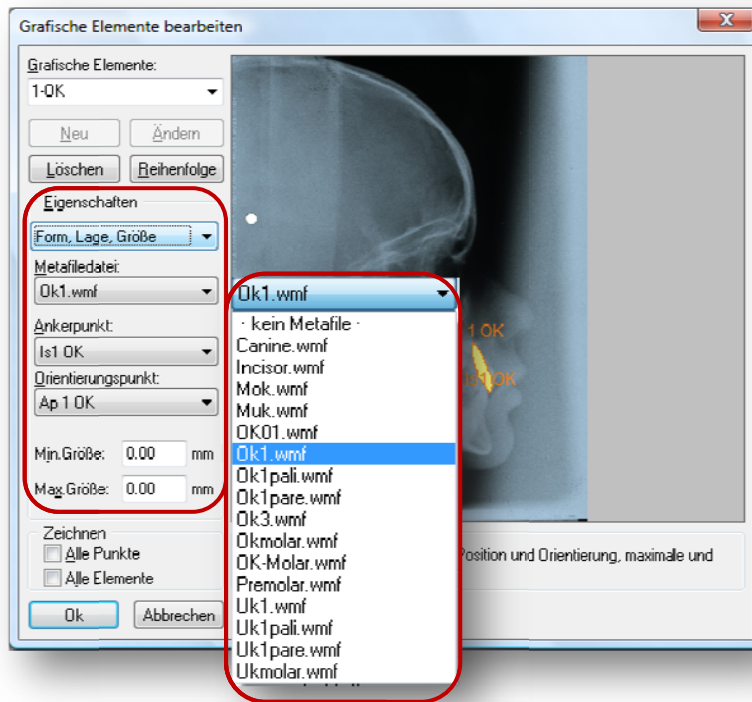 Grafische Elemente bearbeiten
X
Grafische Elemente:
1-OK
Neu
Ändern
Löschen
Reihenfolge
Eigenschaften
Form, Lage, Größe
Metafiledatei:
Ok1.wmf
Ankerpunkt:
Is1 OK
Orientierungspunkt:
Ap 1 OK
Min.Größe: 0.00 mm
Max.Größe: 0.00 mm
Zeichnen
Alle Punkte
Alle Elemente
Ok
Abbrechen
Ok1.wmf
- kein Metafile -
Canine.wmf
Incisor.wmf
Mok.wmf
Muk.wmf
OK01.wmf
Ok1.wmf
Ok1pali.wmf
Ok1pare.wmf
Ok3.wmf
Okmolar.wmf
OK-Molar.wmf
Premolar.wmf
Uk1.wmf
Uk1pali.wmf
Uk1pare.wmf
Ukmolar.wmf
1 OK
Is1 OK
Position und Orientierung, maximale und